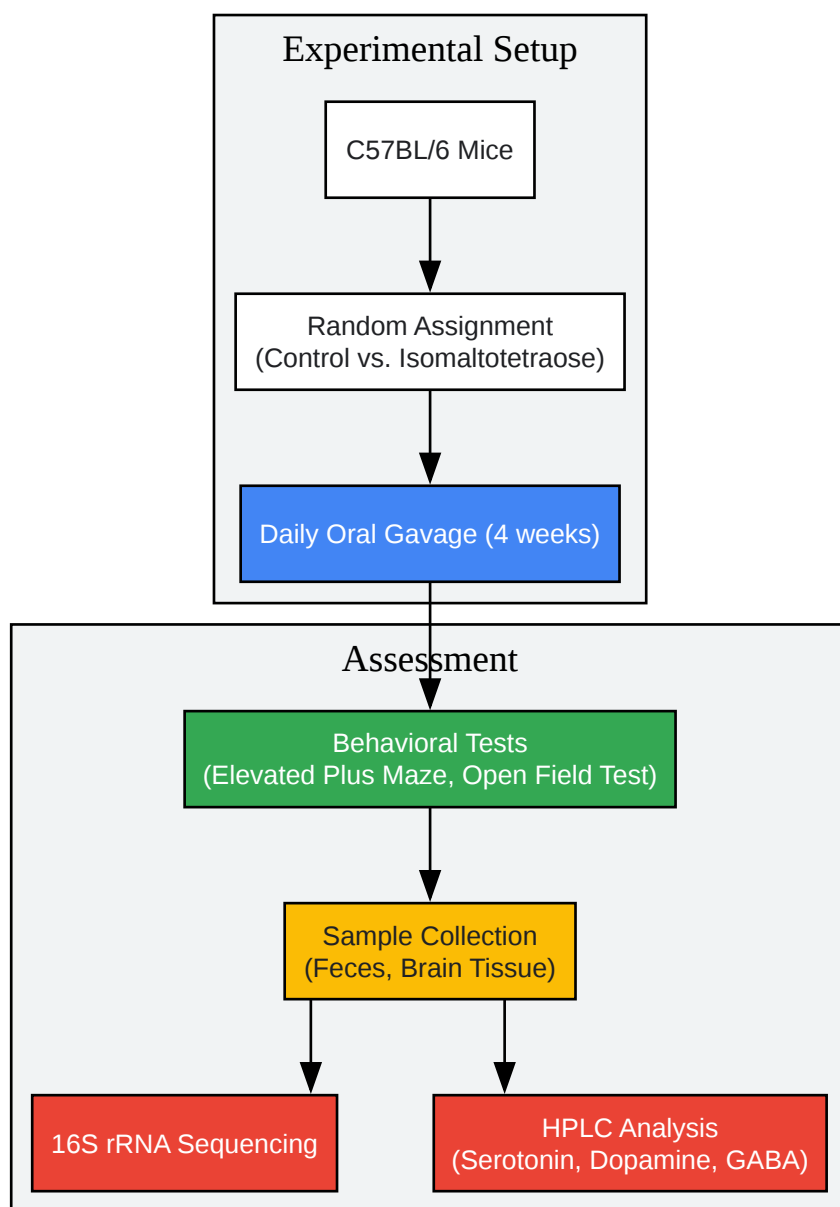 Experimental Setup
C57BL/6 Mice
Random Assignment
(Control vs. Isomaltotetraose)
Daily Oral Gavage (4 weeks)
Assessment
Behavioral Tests
(Elevated Plus Maze, Open Field Test)
Sample Collection
(Feces, Brain Tissue)
16S rRNA Sequencing
HPLC Analysis
(Serotonin, Dopamine, GABA)